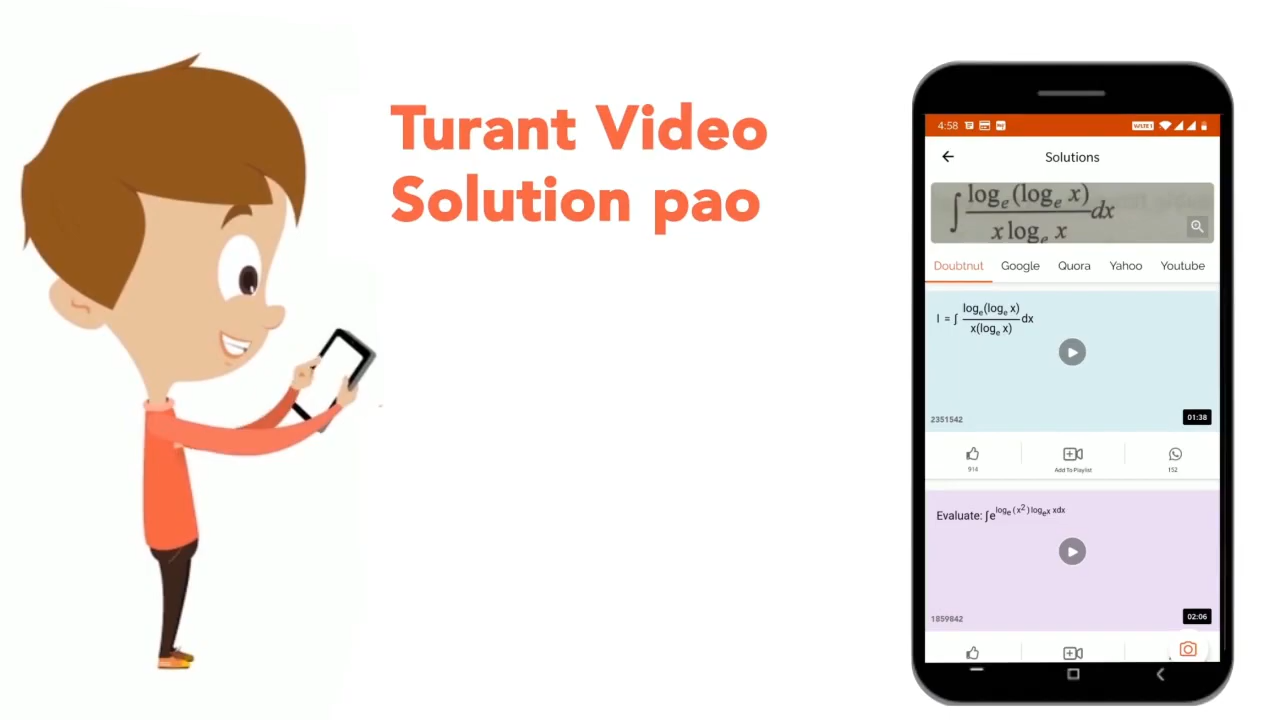 Turant Video
Solution pao
4:58
VoLTE1
Solutions
∫ logₑ(logₑ x) / x logₑ x dx
Doubtnut Google Quora Yahoo Youtube
I = ∫ logₑ(logₑ x) / x(logₑ x) dx
2351542 01:38
914 Add To Playlist 152
Evaluate: ∫e^logₑ(x²)logₑx xdx
1859842 02:06